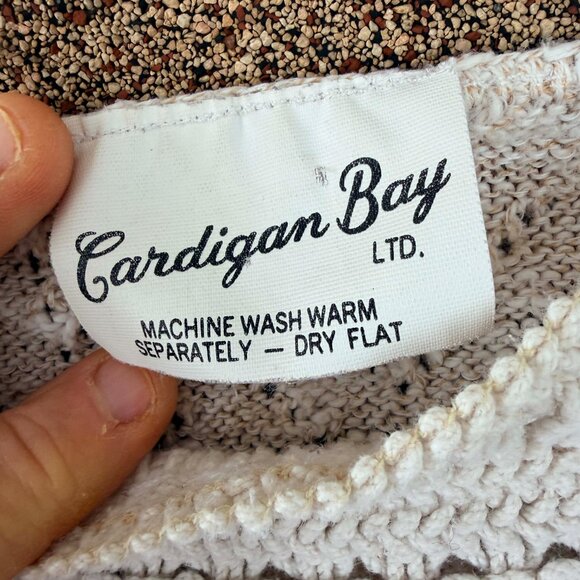 Cardigan Bay
LTD.
MACHINE WASH WARM
SEPARATELY — DRY FLAT